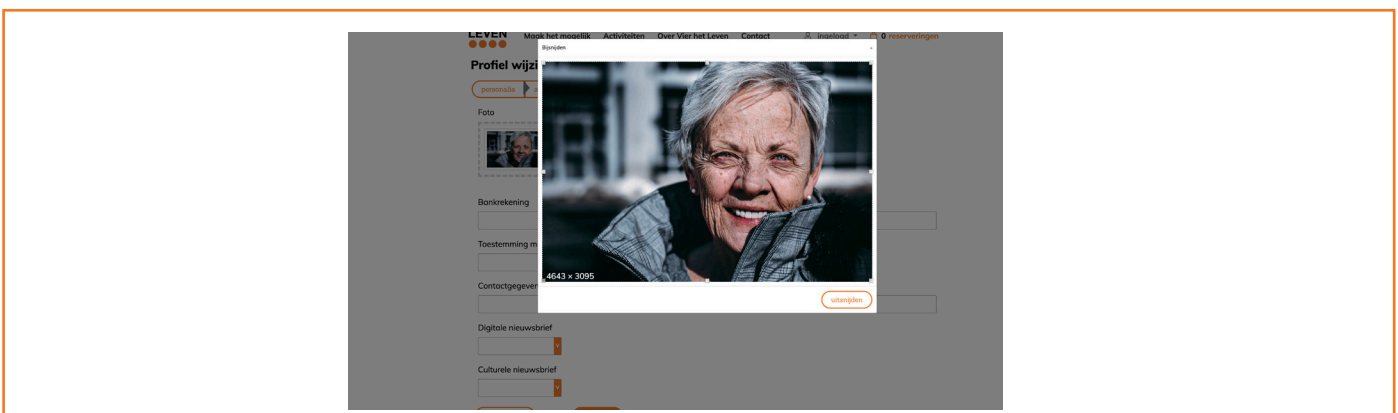 LEVEN Maak het mogelijk Activiteiten Over Vier het Leven Contact ingelogd 0 reserveringen
Bijsnijden
Profiel wijzi
personalia
Foto
4643 × 3095
Bankrekening
Toestemming m
Contactgegever
uitsnijden
Digitale nieuwsbrief
Culturele nieuwsbrief